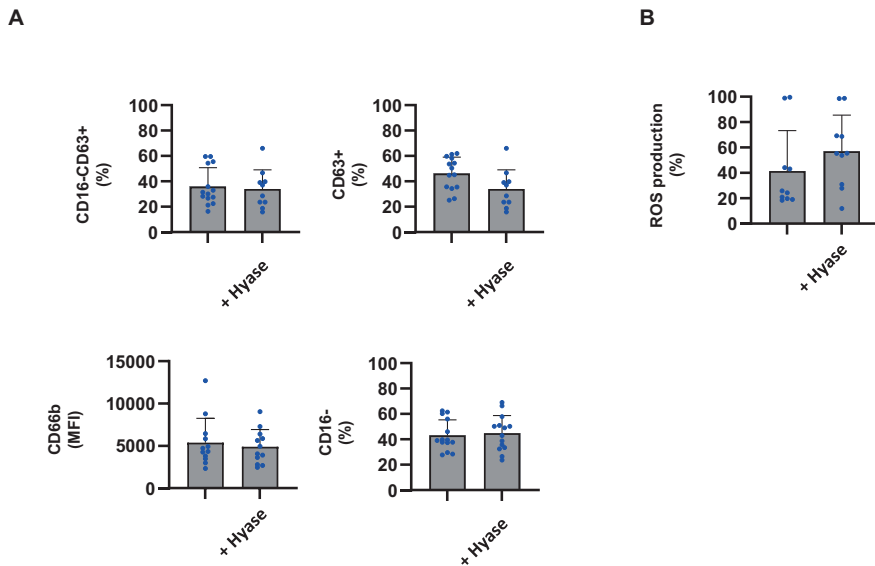 A
B
CD16-CD63+
(%)
100
80
60
40
20
0
+ Hyase
CD63+
(%)
100
80
60
40
20
0
+ Hyase
ROS production
(%)
100
80
60
40
20
0
+ Hyase
CD66b
(MFI)
15000
10000
5000
0
+ Hyase
CD16-
(%)
100
80
60
40
20
0
+ Hyase